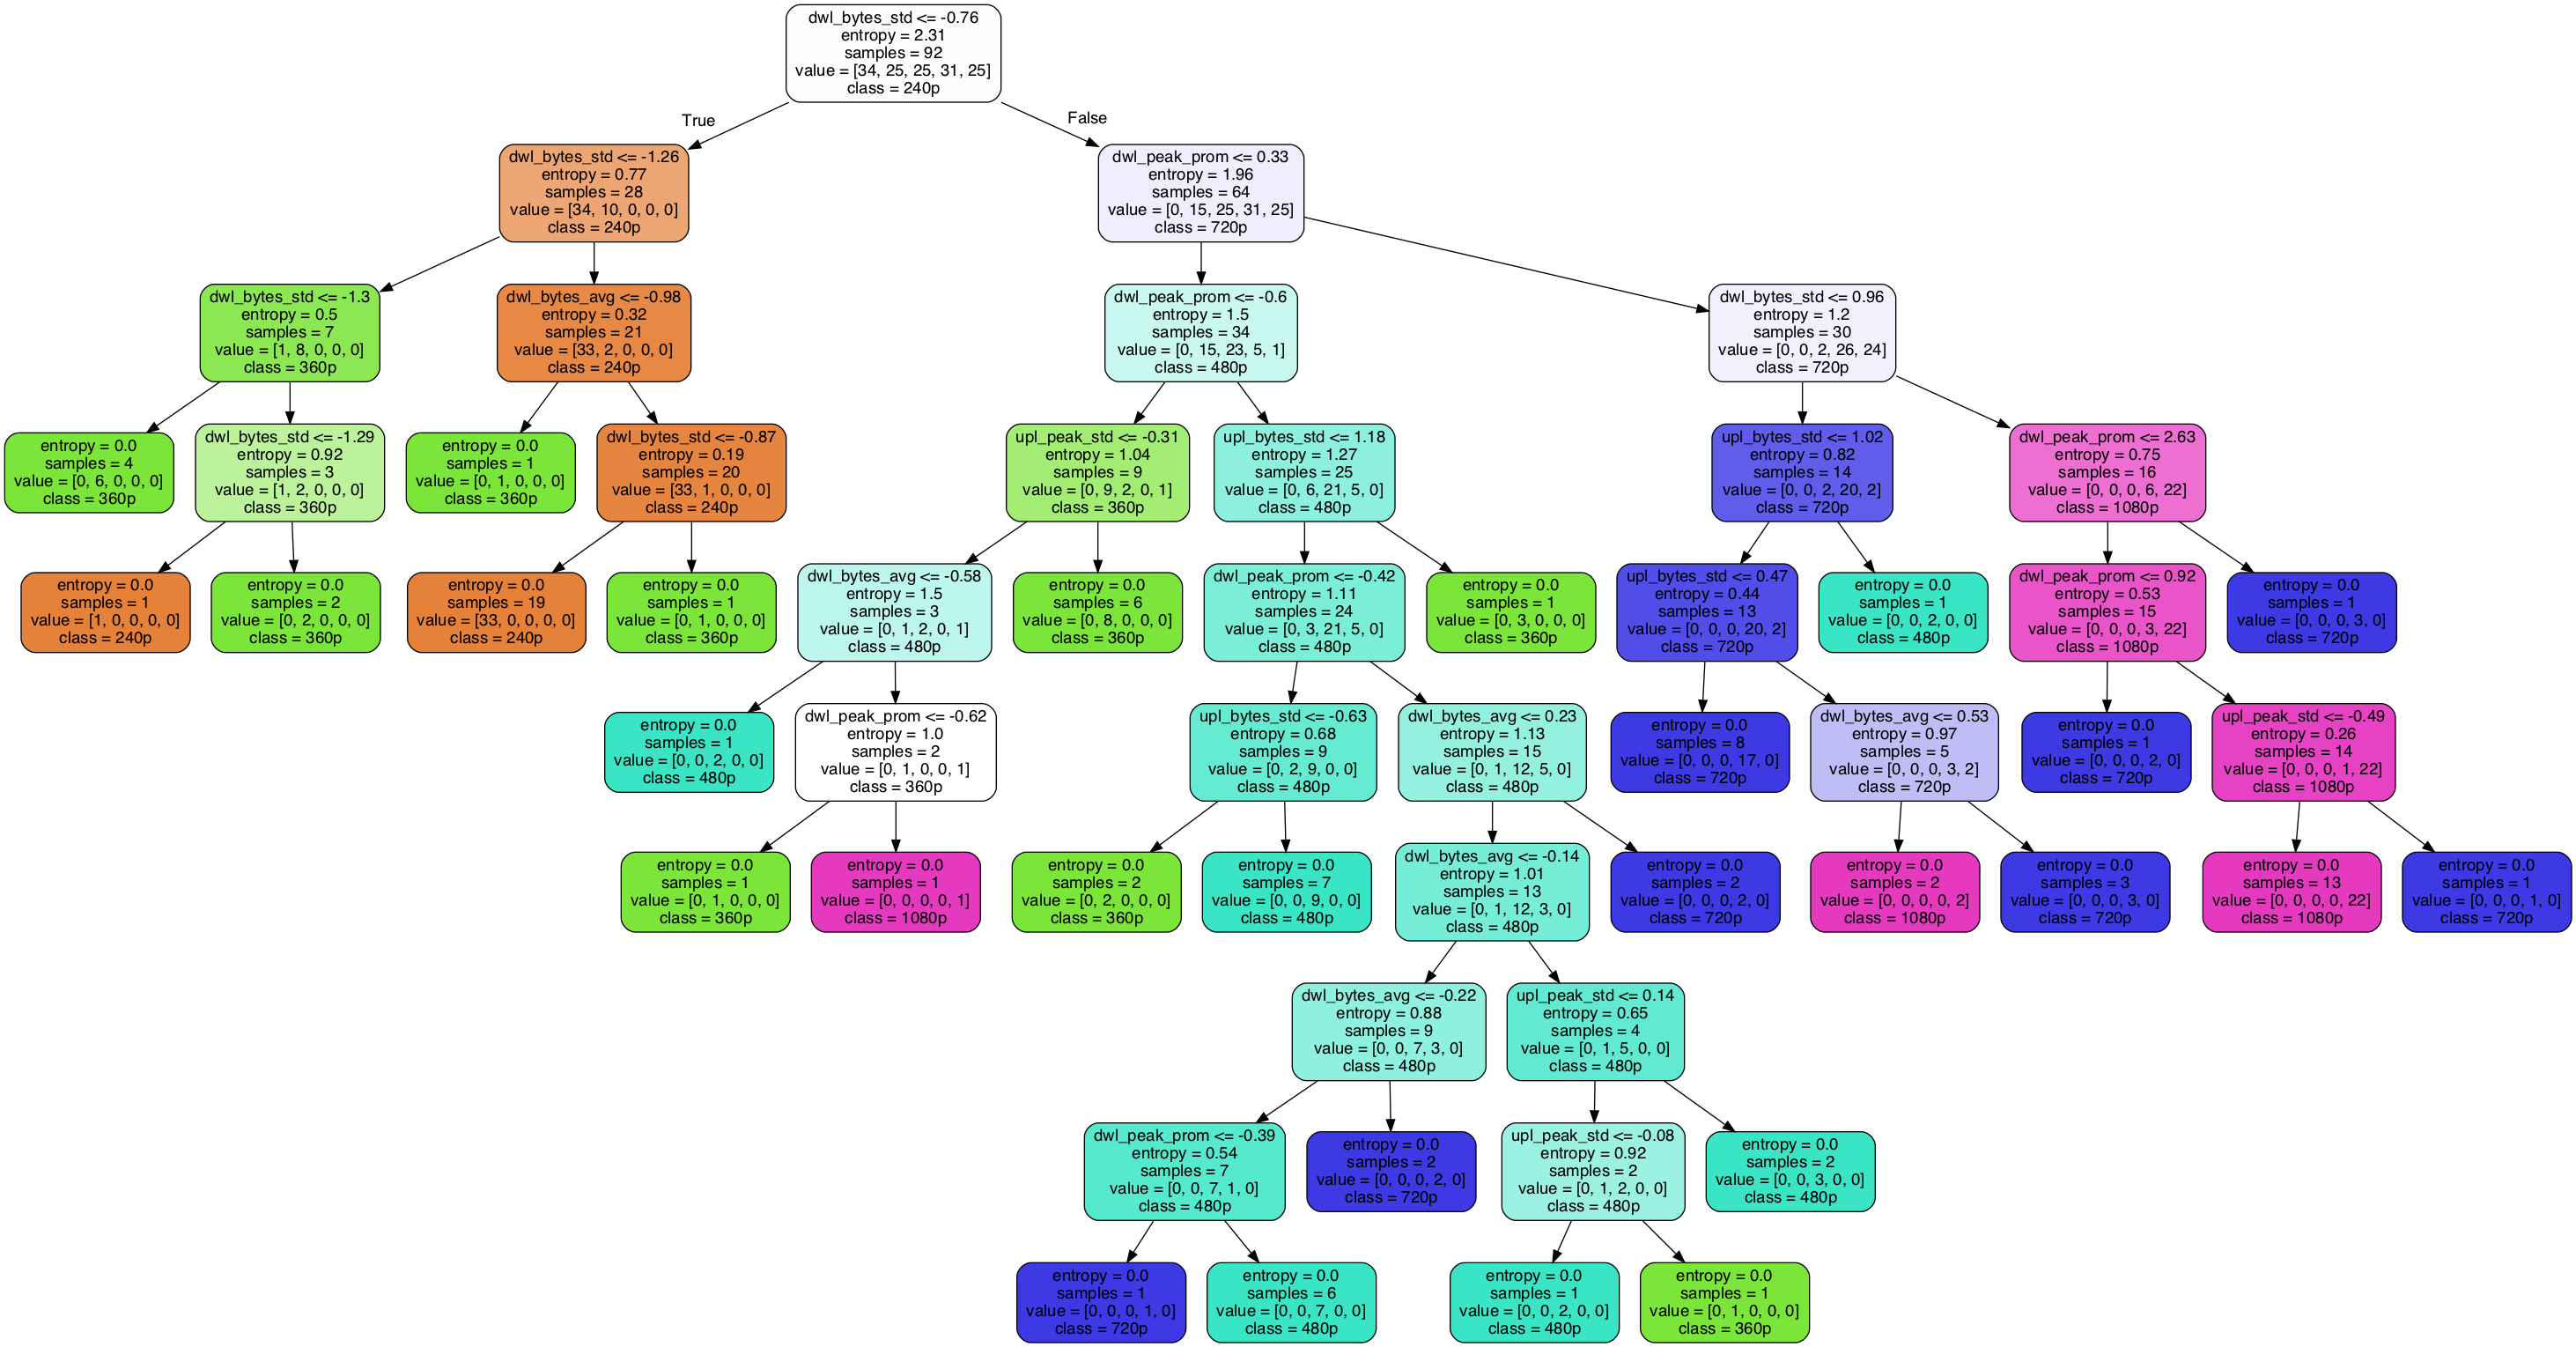 dwl_bytes_std <= -0.76
entropy = 2.31
samples = 92
value = [34, 25, 25, 31, 25]
class = 240p
True
False
dwl_bytes_std <= -1.26
entropy = 0.77
samples = 28
value = [34, 10, 0, 0, 0]
class = 240p
dwl_peak_prom <= 0.33
entropy = 1.96
samples = 64
value = [0, 15, 25, 31, 25]
class = 720p
dwl_bytes_std <= -1.3
entropy = 0.5
samples = 7
value = [1, 8, 0, 0, 0]
class = 360p
dwl_bytes_avg <= -0.98
entropy = 0.32
samples = 21
value = [33, 2, 0, 0, 0]
class = 240p
dwl_peak_prom <= -0.6
entropy = 1.5
samples = 34
value = [0, 15, 23, 5, 1]
class = 480p
dwl_bytes_std <= 0.96
entropy = 1.2
samples = 30
value = [0, 0, 2, 26, 24]
class = 720p
entropy = 0.0
samples = 4
value = [0, 6, 0, 0, 0]
class = 360p
dwl_bytes_std <= -1.29
entropy = 0.92
samples = 3
value = [1, 2, 0, 0, 0]
class = 360p
entropy = 0.0
samples = 1
value = [0, 1, 0, 0, 0]
class = 360p
dwl_bytes_std <= -0.87
entropy = 0.19
samples = 20
value = [33, 1, 0, 0, 0]
class = 240p
upl_peak_std <= -0.31
entropy = 1.04
samples = 9
value = [0, 9, 2, 0, 1]
class = 360p
upl_bytes_std <= 1.18
entropy = 1.27
samples = 25
value = [0, 6, 21, 5, 0]
class = 480p
upl_bytes_std <= 1.02
entropy = 0.82
samples = 14
value = [0, 0, 2, 20, 2]
class = 720p
dwl_peak_prom <= 2.63
entropy = 0.75
samples = 16
value = [0, 0, 0, 6, 22]
class = 1080p
entropy = 0.0
samples = 1
value = [1, 0, 0, 0, 0]
class = 240p
entropy = 0.0
samples = 2
value = [0, 2, 0, 0, 0]
class = 360p
entropy = 0.0
samples = 19
value = [33, 0, 0, 0, 0]
class = 240p
entropy = 0.0
samples = 1
value = [0, 1, 0, 0, 0]
class = 360p
dwl_bytes_avg <= -0.58
entropy = 1.5
samples = 3
value = [0, 1, 2, 0, 1]
class = 480p
entropy = 0.0
samples = 6
value = [0, 8, 0, 0, 0]
class = 360p
dwl_peak_prom <= -0.42
entropy = 1.11
samples = 24
value = [0, 3, 21, 5, 0]
class = 480p
entropy = 0.0
samples = 1
value = [0, 3, 0, 0, 0]
class = 360p
upl_bytes_std <= 0.47
entropy = 0.44
samples = 13
value = [0, 0, 0, 20, 2]
class = 720p
entropy = 0.0
samples = 1
value = [0, 0, 2, 0, 0]
class = 480p
dwl_peak_prom <= 0.92
entropy = 0.53
samples = 15
value = [0, 0, 0, 3, 22]
class = 1080p
entropy = 0.0
samples = 1
value = [0, 0, 0, 3, 0]
class = 720p
entropy = 0.0
samples = 1
value = [0, 0, 2, 0, 0]
class = 480p
dwl_peak_prom <= -0.62
entropy = 1.0
samples = 2
value = [0, 1, 0, 0, 1]
class = 360p
upl_bytes_std <= -0.63
entropy = 0.68
samples = 9
value = [0, 2, 9, 0, 0]
class = 480p
dwl_bytes_avg <= 0.23
entropy = 1.13
samples = 15
value = [0, 1, 12, 5, 0]
class = 480p
entropy = 0.0
samples = 8
value = [0, 0, 0, 17, 0]
class = 720p
dwl_bytes_avg <= 0.53
entropy = 0.97
samples = 5
value = [0, 0, 0, 3, 2]
class = 720p
entropy = 0.0
samples = 1
value = [0, 0, 0, 2, 0]
class = 720p
upl_peak_std <= -0.49
entropy = 0.26
samples = 14
value = [0, 0, 0, 1, 22]
class = 1080p
entropy = 0.0
samples = 1
value = [0, 1, 0, 0, 0]
class = 360p
entropy = 0.0
samples = 1
value = [0, 0, 0, 0, 1]
class = 1080p
entropy = 0.0
samples = 2
value = [0, 2, 0, 0, 0]
class = 360p
entropy = 0.0
samples = 7
value = [0, 0, 9, 0, 0]
class = 480p
dwl_bytes_avg <= -0.14
entropy = 1.01
samples = 13
value = [0, 1, 12, 3, 0]
class = 480p
entropy = 0.0
samples = 2
value = [0, 0, 0, 2, 0]
class = 720p
entropy = 0.0
samples = 2
value = [0, 0, 0, 0, 2]
class = 1080p
entropy = 0.0
samples = 3
value = [0, 0, 0, 3, 0]
class = 720p
entropy = 0.0
samples = 13
value = [0, 0, 0, 0, 22]
class = 1080p
entropy = 0.0
samples = 1
value = [0, 0, 0, 1, 0]
class = 720p
dwl_bytes_avg <= -0.22
entropy = 0.88
samples = 9
value = [0, 0, 7, 3, 0]
class = 480p
upl_peak_std <= 0.14
entropy = 0.65
samples = 4
value = [0, 1, 5, 0, 0]
class = 480p
dwl_peak_prom <= -0.39
entropy = 0.54
samples = 7
value = [0, 0, 7, 1, 0]
class = 480p
entropy = 0.0
samples = 2
value = [0, 0, 0, 2, 0]
class = 720p
upl_peak_std <= -0.08
entropy = 0.92
samples = 2
value = [0, 1, 2, 0, 0]
class = 480p
entropy = 0.0
samples = 2
value = [0, 0, 3, 0, 0]
class = 480p
entropy = 0.0
samples = 1
value = [0, 0, 0, 1, 0]
class = 720p
entropy = 0.0
samples = 6
value = [0, 0, 7, 0, 0]
class = 480p
entropy = 0.0
samples = 1
value = [0, 0, 2, 0, 0]
class = 480p
entropy = 0.0
samples = 1
value = [0, 1, 0, 0, 0]
class = 360p